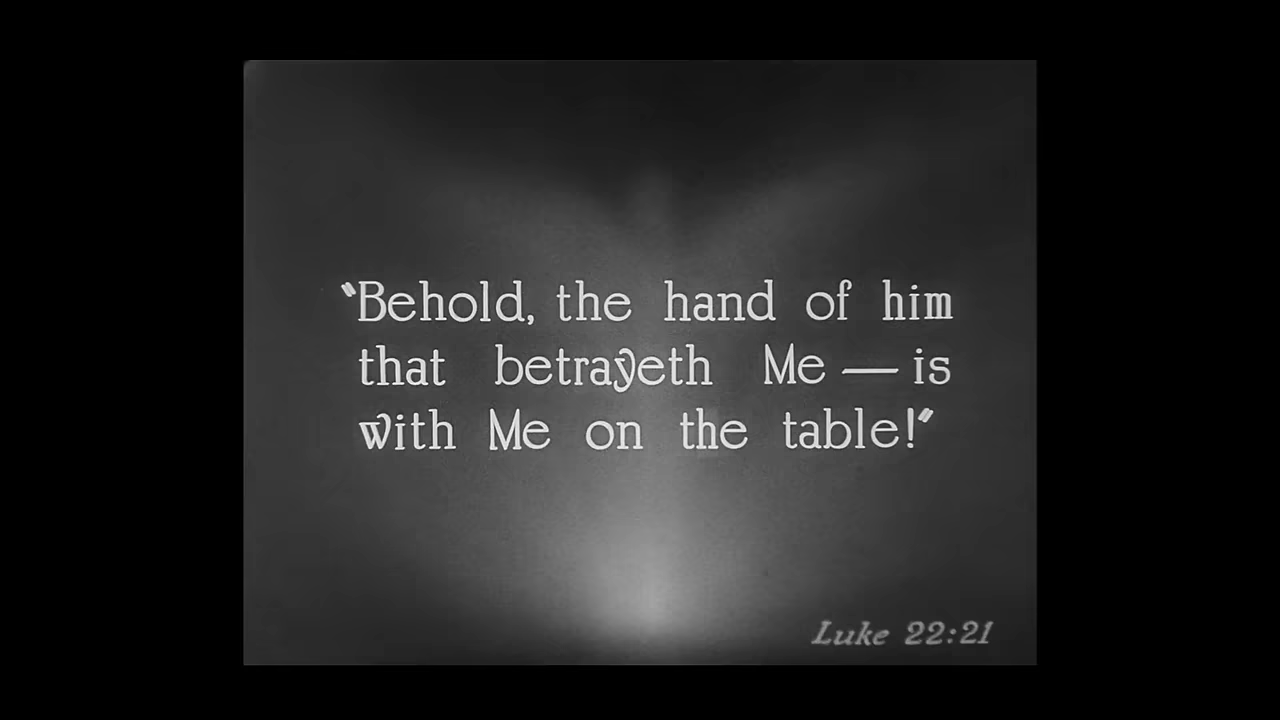 "Behold, the hand of him
that betrayeth Me — is
with Me on the table!"
Luke 22:21